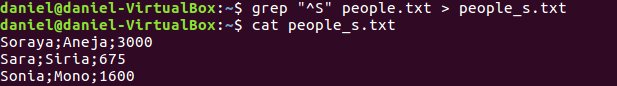 daniel@daniel-VirtualBox:~$ grep "^S" people.txt > people_s.txt
daniel@daniel-VirtualBox:~$ cat people_s.txt
Soraya;Aneja;3000
Sara;Siria;675
Sonia;Mono;1600